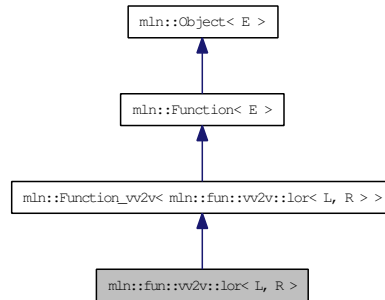 mln::Object< E >
mln::Function< E >
mln::Function_vv2v< mln::fun::vv2v::lor< L, R > >
mln::fun::vv2v::lor< L, R >